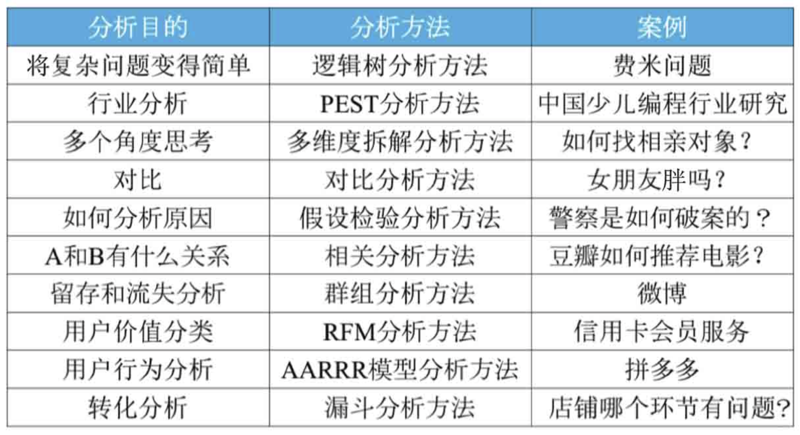 分析目的 分析方法 案例
将复杂问题变得简单 逻辑树分析方法 费米问题
行业分析 PEST分析方法 中国少儿编程行业研究
多个角度思考 多维度拆解分析方法 如何找相亲对象？
对比 对比分析方法 女朋友胖吗？
如何分析原因 假设检验分析方法 警察是如何破案的？
A和B有什么关系 相关分析方法 豆瓣如何推荐电影？
留存和流失分析 群组分析方法 微博
用户价值分类 RFM分析方法 信用卡会员服务
用户行为分析 AARRR模型分析方法 拼多多
转化分析 漏斗分析方法 店铺哪个环节有问题?